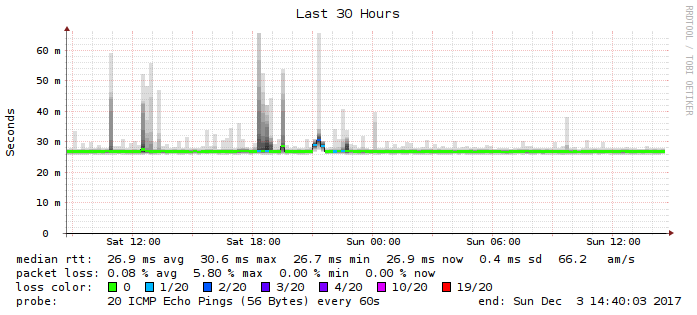 Last 30 Hours
RRDTOOL / TOBI OETIKER
Seconds
60 m
50 m
40 m
30 m
20 m
10 m
0
Sat 12:00 Sat 18:00 Sun 00:00 Sun 06:00 Sun 12:00
median rtt: 26.9 ms avg 30.6 ms max 26.7 ms min 26.9 ms now 0.4 ms sd 66.2 am/s
packet loss: 0.08 % avg 5.80 % max 0.00 % min 0.00 % now
loss color: 0 1/20 2/20 3/20 4/20 10/20 19/20
probe: 20 ICMP Echo Pings (56 Bytes) every 60s end: Sun Dec 3 14:40:03 2017